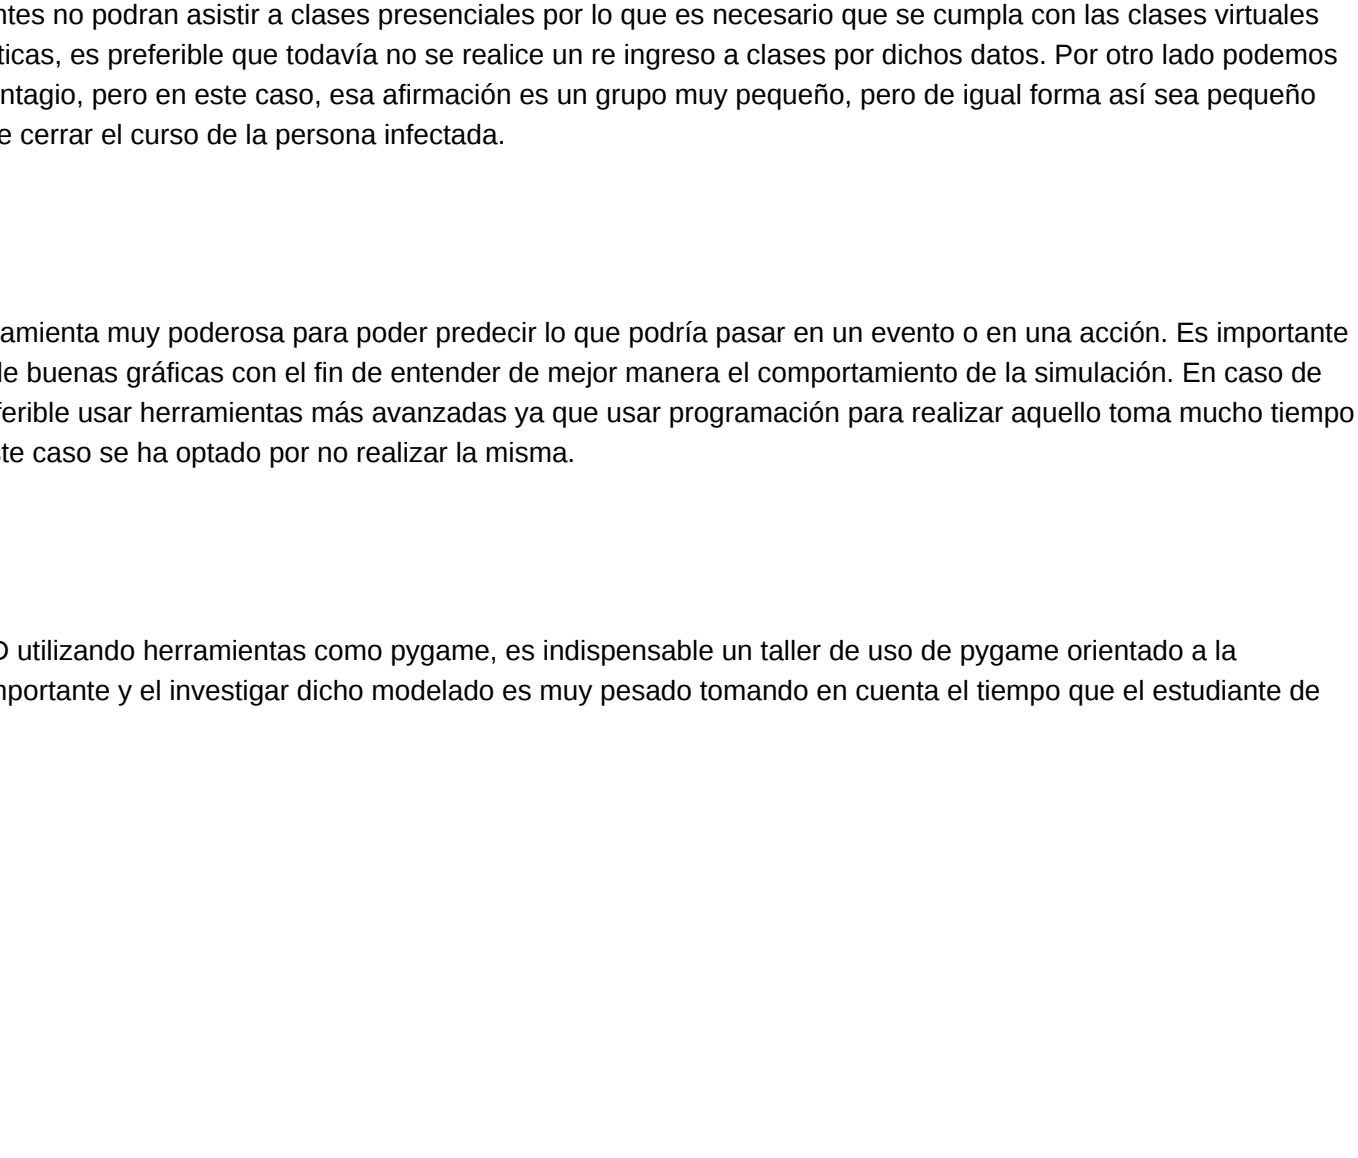 ntes no podran asistir a clases presenciales por lo que es necesario que se cumpla con las clases virtuales
ticas, es preferible que todavía no se realice un re ingreso a clases por dichos datos. Por otro lado podemos
ntagio, pero en este caso, esa afirmación es un grupo muy pequeño, pero de igual forma así sea pequeño
e cerrar el curso de la persona infectada.
amienta muy poderosa para poder predecir lo que podría pasar en un evento o en una acción. Es importante
de buenas gráficas con el fin de entender de mejor manera el comportamiento de la simulación. En caso de
ferible usar herramientas más avanzadas ya que usar programación para realizar aquello toma mucho tiempo
ste caso se ha optado por no realizar la misma.
D utilizando herramientas como pygame, es indispensable un taller de uso de pygame orientado a la
mportante y el investigar dicho modelado es muy pesado tomando en cuenta el tiempo que el estudiante de